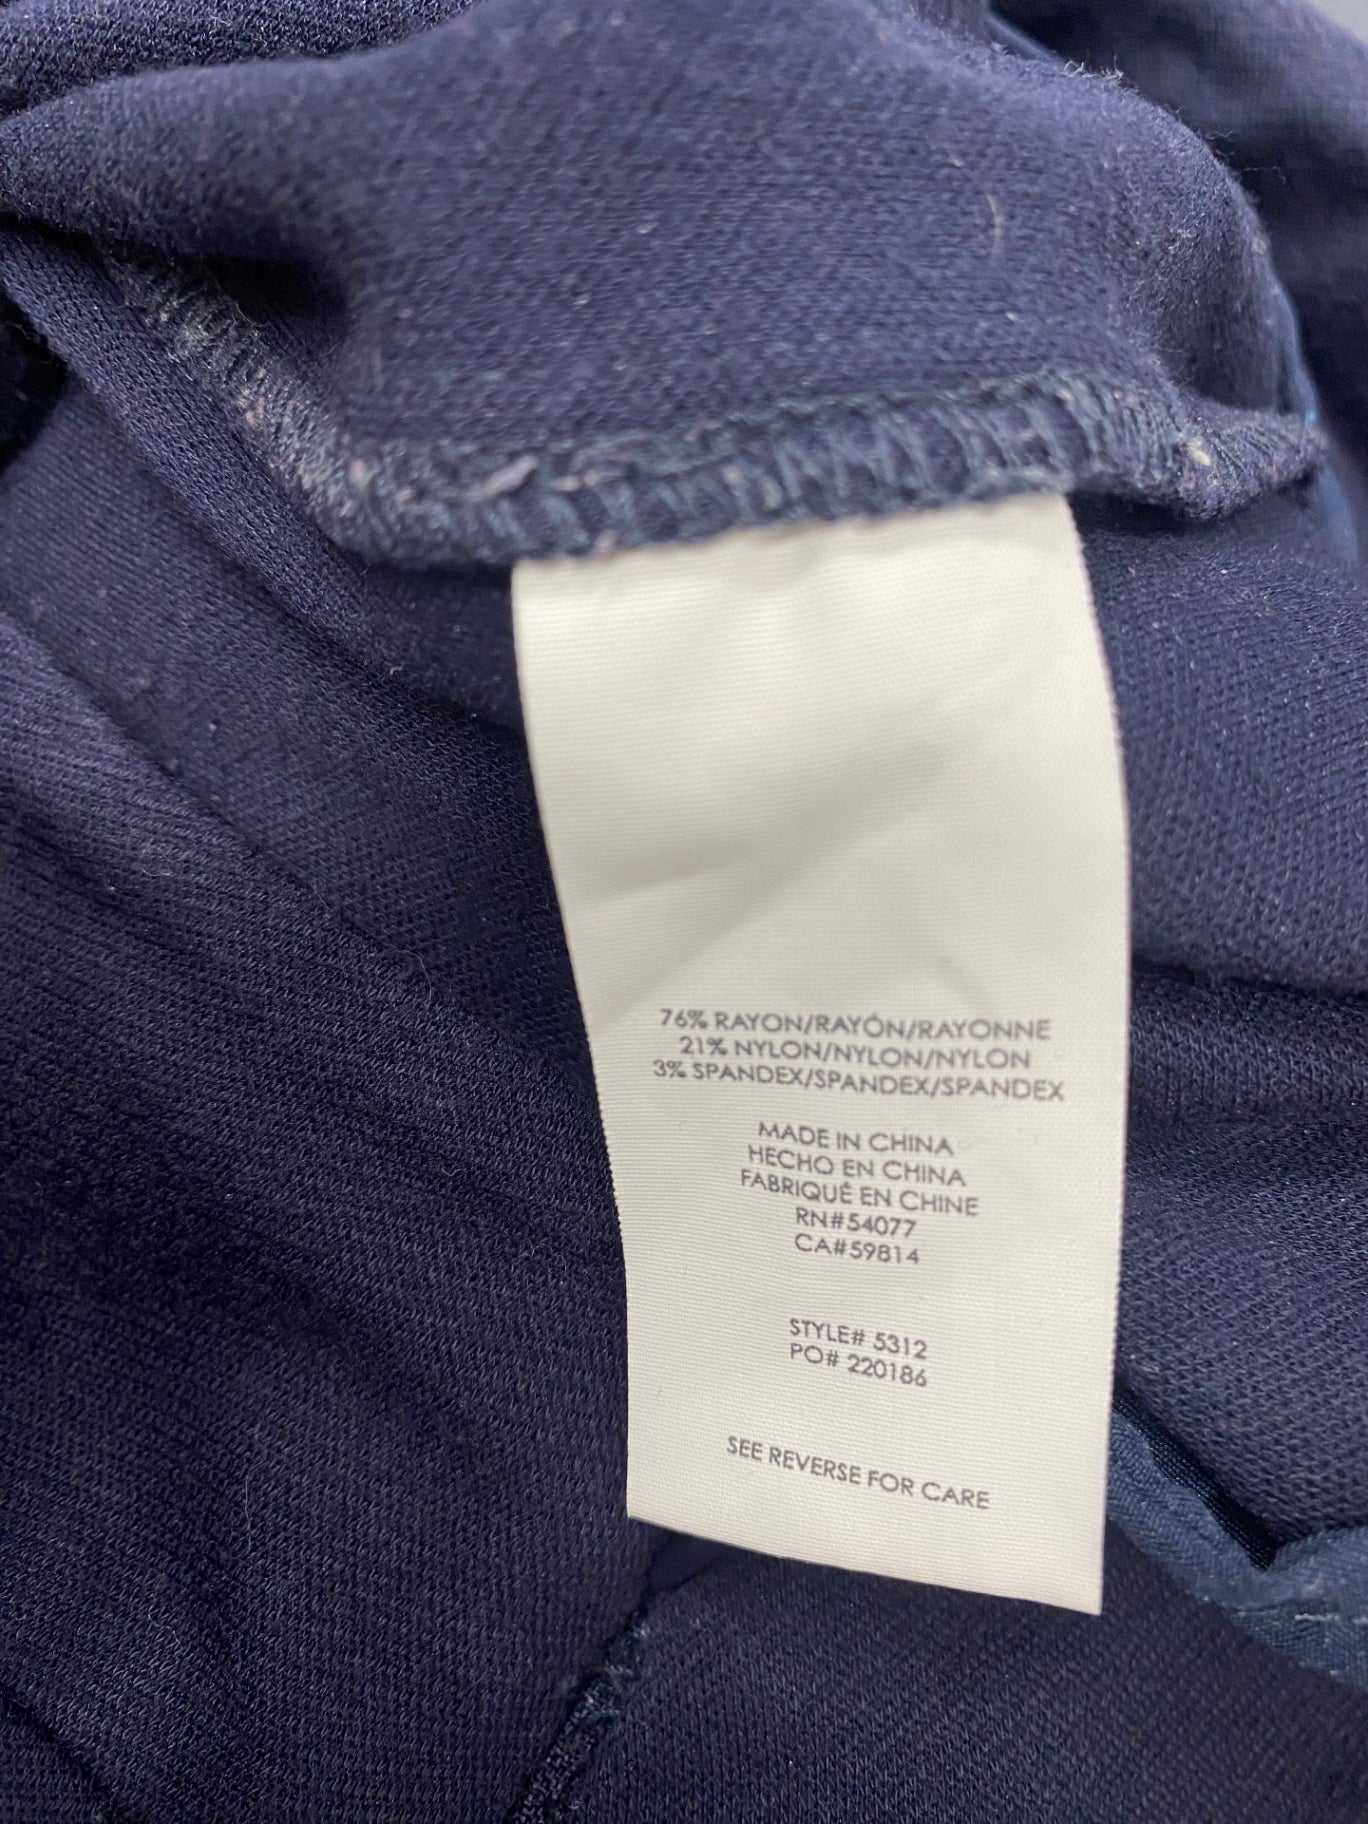 76% RAYON/RAYÓN/RAYONNE
21% NYLON/NYLON/NYLON
3% SPANDEX/SPANDEX/SPANDEX
MADE IN CHINA
HECHO EN CHINA
FABRIQUÉ EN CHINE
RN#54077
CA#59814
STYLE# 5312
PO# 220186
SEE REVERSE FOR CARE